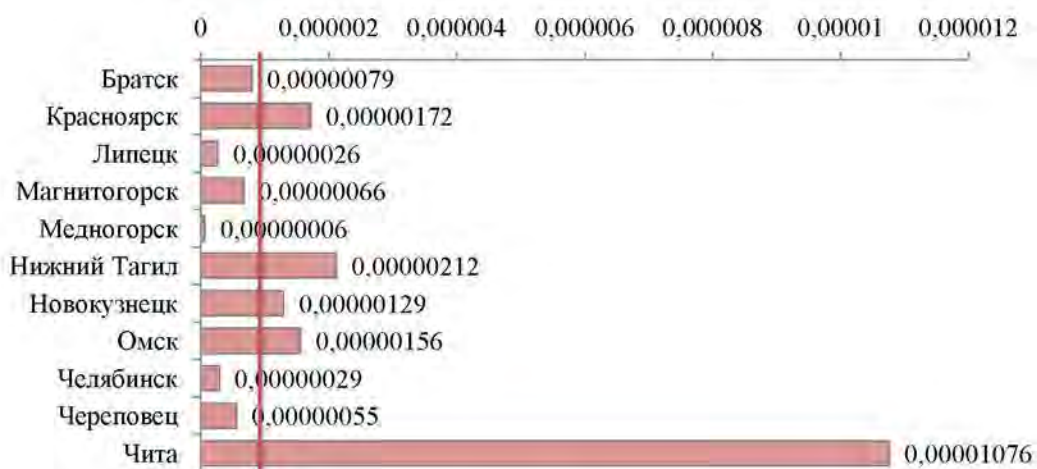 0 0,000002 0,000004 0,000006 0,000008 0,00001 0,000012
Братск 0,00000079
Красноярск 0,00000172
Липецк 0,00000026
Магнитогорск 0,00000066
Медногорск 0,00000006
Нижний Тагил 0,00000212
Новокузнецк 0,00000129
Омск 0,00000156
Челябинск 0,00000029
Череповец 0,00000055
Чита 0,00001076